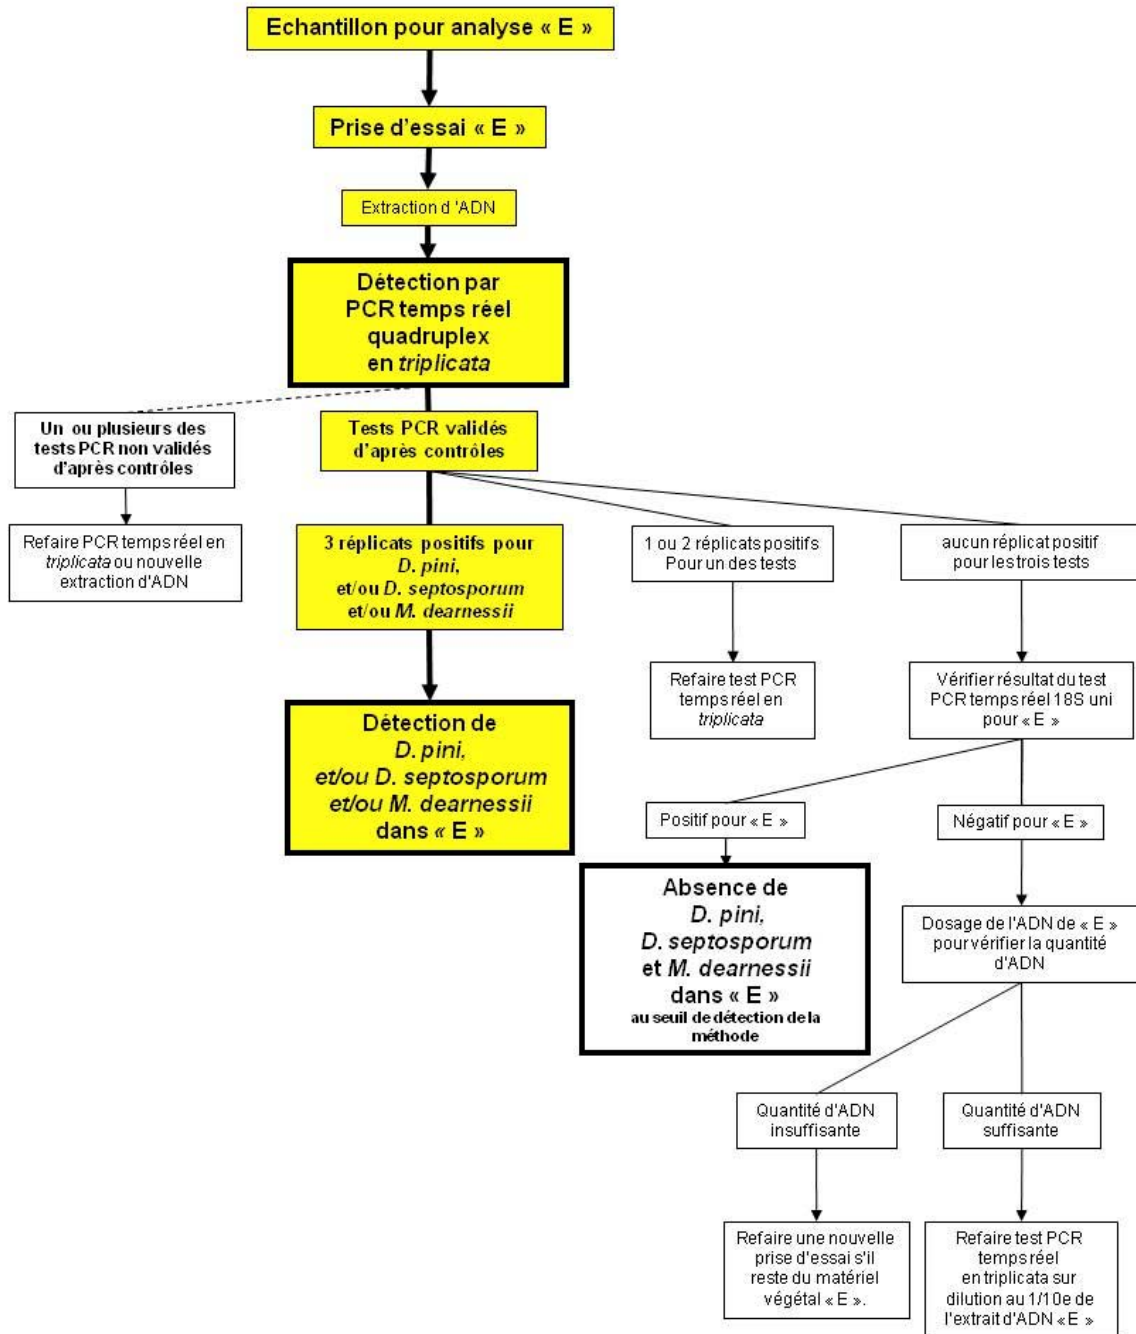 Echantillon pour analyse « E »
Prise d'essai « E »
Extraction d 'ADN
Détection par
PCR temps réel
quadruplex
en triplicata
Un ou plusieurs des
tests PCR non validés
d'après contrôles
Tests PCR validés
d'après contrôles
Refaire PCR temps réel en
triplicata ou nouvelle
extraction d'ADN
3 réplicats positifs pour
D. pini,
et/ou D. septosporum
et/ou M. dearnessii
1 ou 2 réplicats positifs
Pour un des tests
aucun réplicat positif
pour les trois tests
Refaire test PCR
temps réel en
triplicata
Vérifier résultat du test
PCR temps réel 18S uni
pour « E »
Détection de
D. pini,
et/ou D. septosporum
et/ou M. dearnessii
dans « E »
Positif pour « E »
Négatif pour « E »
Absence de
D. pini,
D. septosporum
et M. dearnessii
dans « E »
au seuil de détection de la
méthode
Dosage de l'ADN de « E »
pour vérifier la quantité
d'ADN
Quantité d'ADN
insuffisante
Quantité d'ADN
suffisante
Refaire une nouvelle
prise d'essai s'il
reste du matériel
végétal « E ».
Refaire test PCR
temps réel
en triplicata sur
dilution au 1/10e de
l'extrait d'ADN « E »